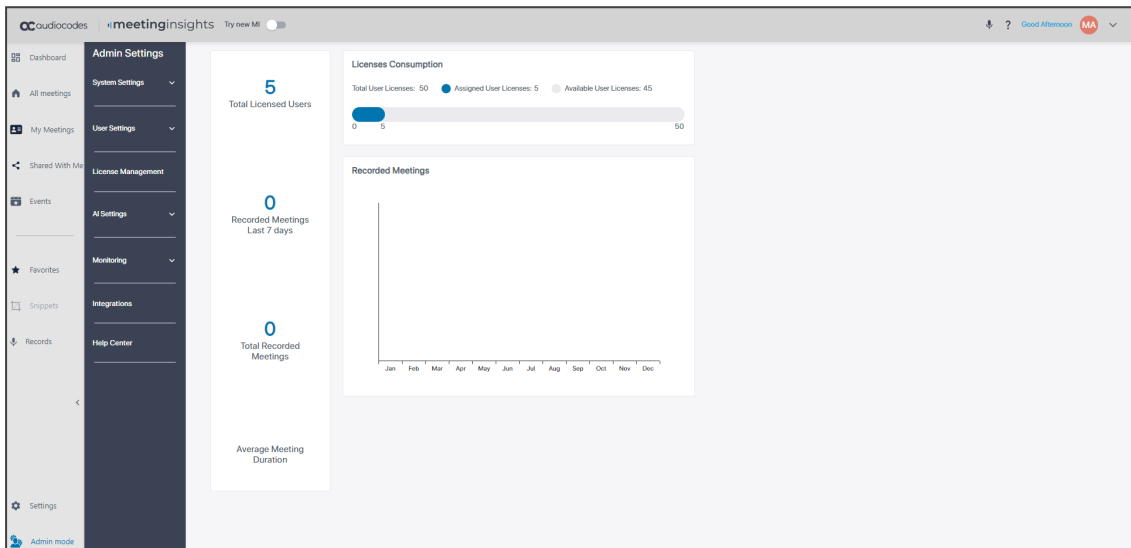 audiocodes
meetinginsights
Try new MI
?
Good Afternoon
MA
Dashboard
All meetings
My Meetings
Shared With Me
Events
Favorites
Snippets
Records
Settings
Admin mode
Admin Settings
System Settings
User Settings
License Management
AI Settings
Monitoring
Integrations
Help Center
5
Total Licensed Users
0
Recorded Meetings
Last 7 days
0
Total Recorded
Meetings
Average Meeting
Duration
Licenses Consumption
Total User Licenses: 50 Assigned User Licenses: 5 Available User Licenses: 45
0 5 50
Recorded Meetings
Jan Feb Mar Apr May Jun Jul Aug Sep Oct Nov Dec